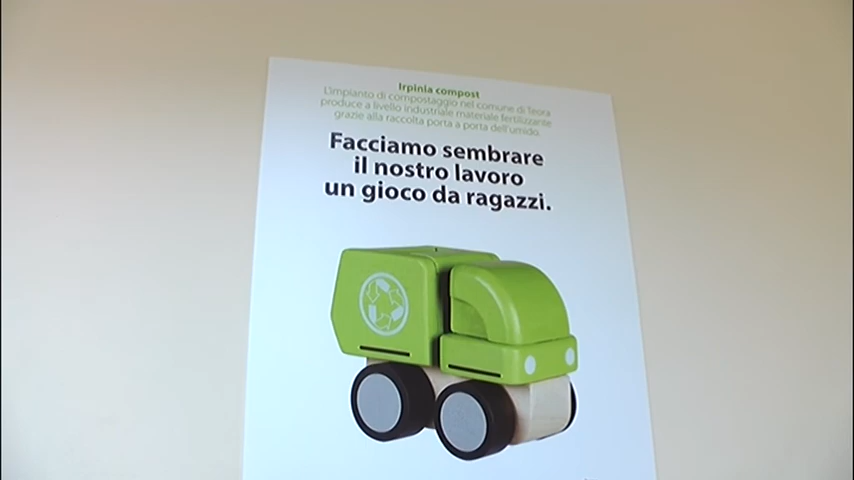 Irpinia compost
L'impianto di compostaggio nel comune di Teora
produce a livello industriale materiale fertilizzante
grazie alla raccolta porta a porta dell'umido.
Facciamo sembrare
il nostro lavoro
un gioco da ragazzi.